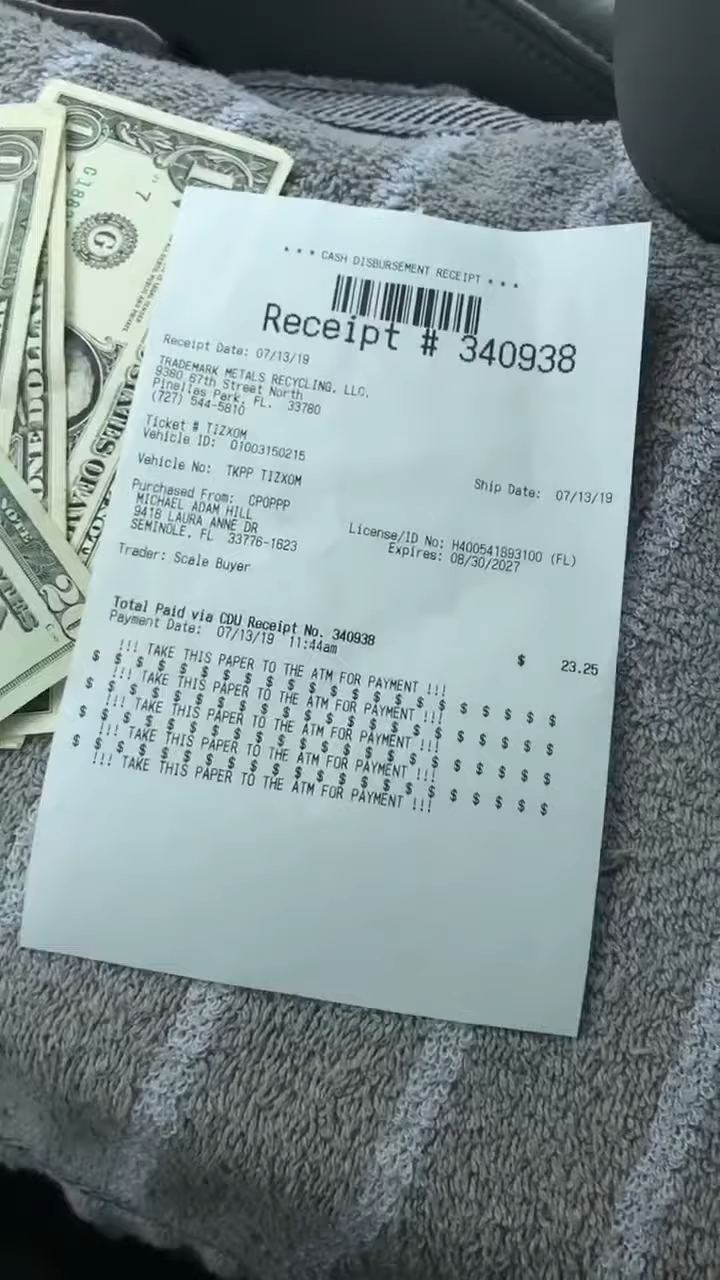 * * * CASH DISBURSEMENT RECEIPT * * *
Receipt # 340938
Receipt Date: 07/13/19
TRADEMARK METALS RECYCLING, LLC.
9380 67th Street North
Pinellas Park, FL. 33780
(727) 544-5810
Ticket # TIZXOM
Vehicle ID: 01003150215
Vehicle No: TKPP TIZXOM
Ship Date: 07/13/19
Purchased From: CPOPPP
MICHAEL ADAM HILL
9418 LAURA ANNE DR
SEMINOLE, FL 33776-1623
License/ID No: H400541893100 (FL)
Expires: 08/30/2027
Trader: Scale Buyer
Total Paid via CDU Receipt No. 340938
Payment Date: 07/13/19 11:44am
$ 23.25
!!! TAKE THIS PAPER TO THE ATM FOR PAYMENT !!!
$ $ $ $ $ $ $ $ $ $ $ $ $ $ $ $ $ $
!!! TAKE THIS PAPER TO THE ATM FOR PAYMENT !!!
$ $ $ $ $ $ $ $ $ $ $ $ $ $ $ $ $ $
!!! TAKE THIS PAPER TO THE ATM FOR PAYMENT !!!
$ $ $ $ $ $ $ $ $ $ $ $ $ $ $ $ $ $
!!! TAKE THIS PAPER TO THE ATM FOR PAYMENT !!!
$ $ $ $ $ $ $ $ $ $ $ $ $ $ $ $ $ $
!!! TAKE THIS PAPER TO THE ATM FOR PAYMENT !!!
G
7
ONE DOLLAR
STATES OF
NOTE
20